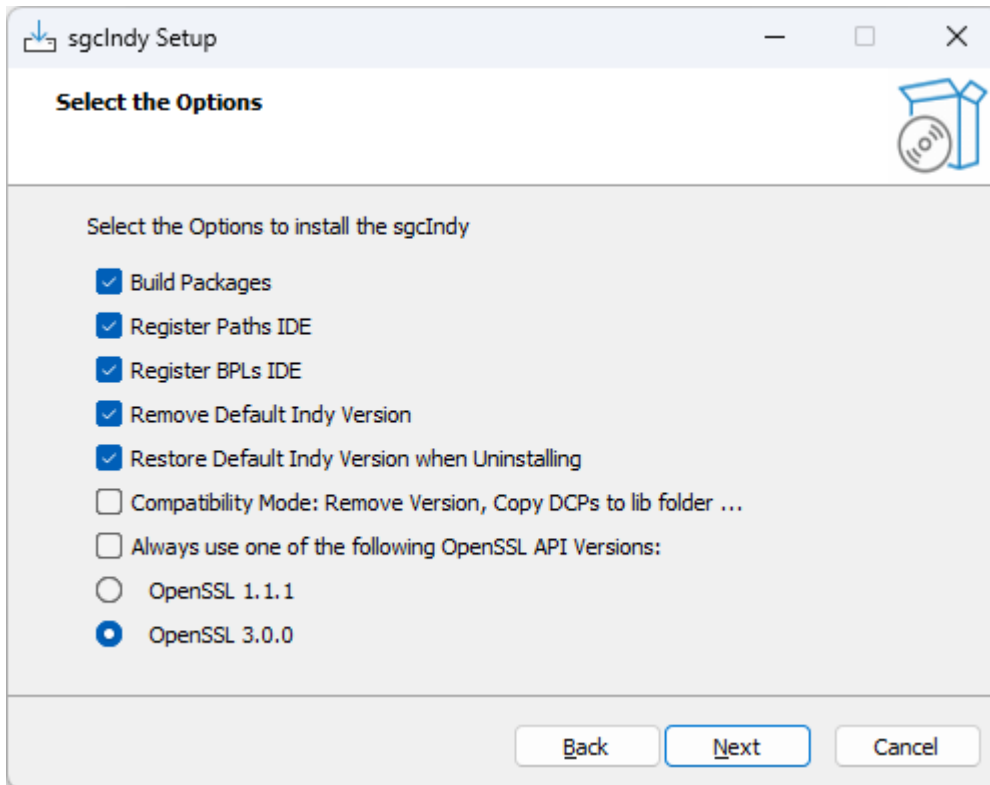 sgcIndy Setup
Select the Options
Select the Options to install the sgcIndy
Build Packages
Register Paths IDE
Register BPLs IDE
Remove Default Indy Version
Restore Default Indy Version when Uninstalling
Compatibility Mode: Remove Version, Copy DCPs to lib folder ...
Always use one of the following OpenSSL API Versions:
OpenSSL 1.1.1
OpenSSL 3.0.0
Back Next Cancel